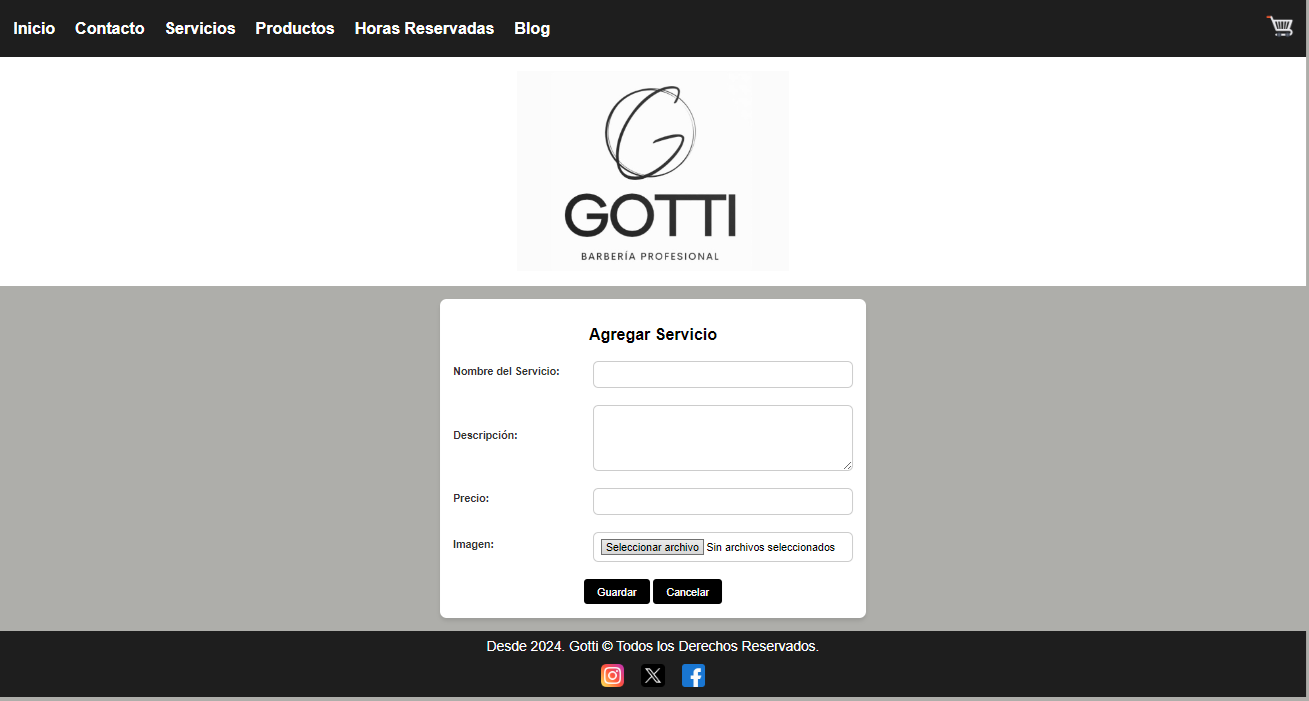 Inicio Contacto Servicios Productos Horas Reservadas Blog
GOTTI
BARBERÍA PROFESIONAL
Agregar Servicio
Nombre del Servicio:
Descripción:
Precio:
Imagen: Seleccionar archivo Sin archivos seleccionados
Guardar Cancelar
Desde 2024. Gotti © Todos los Derechos Reservados.